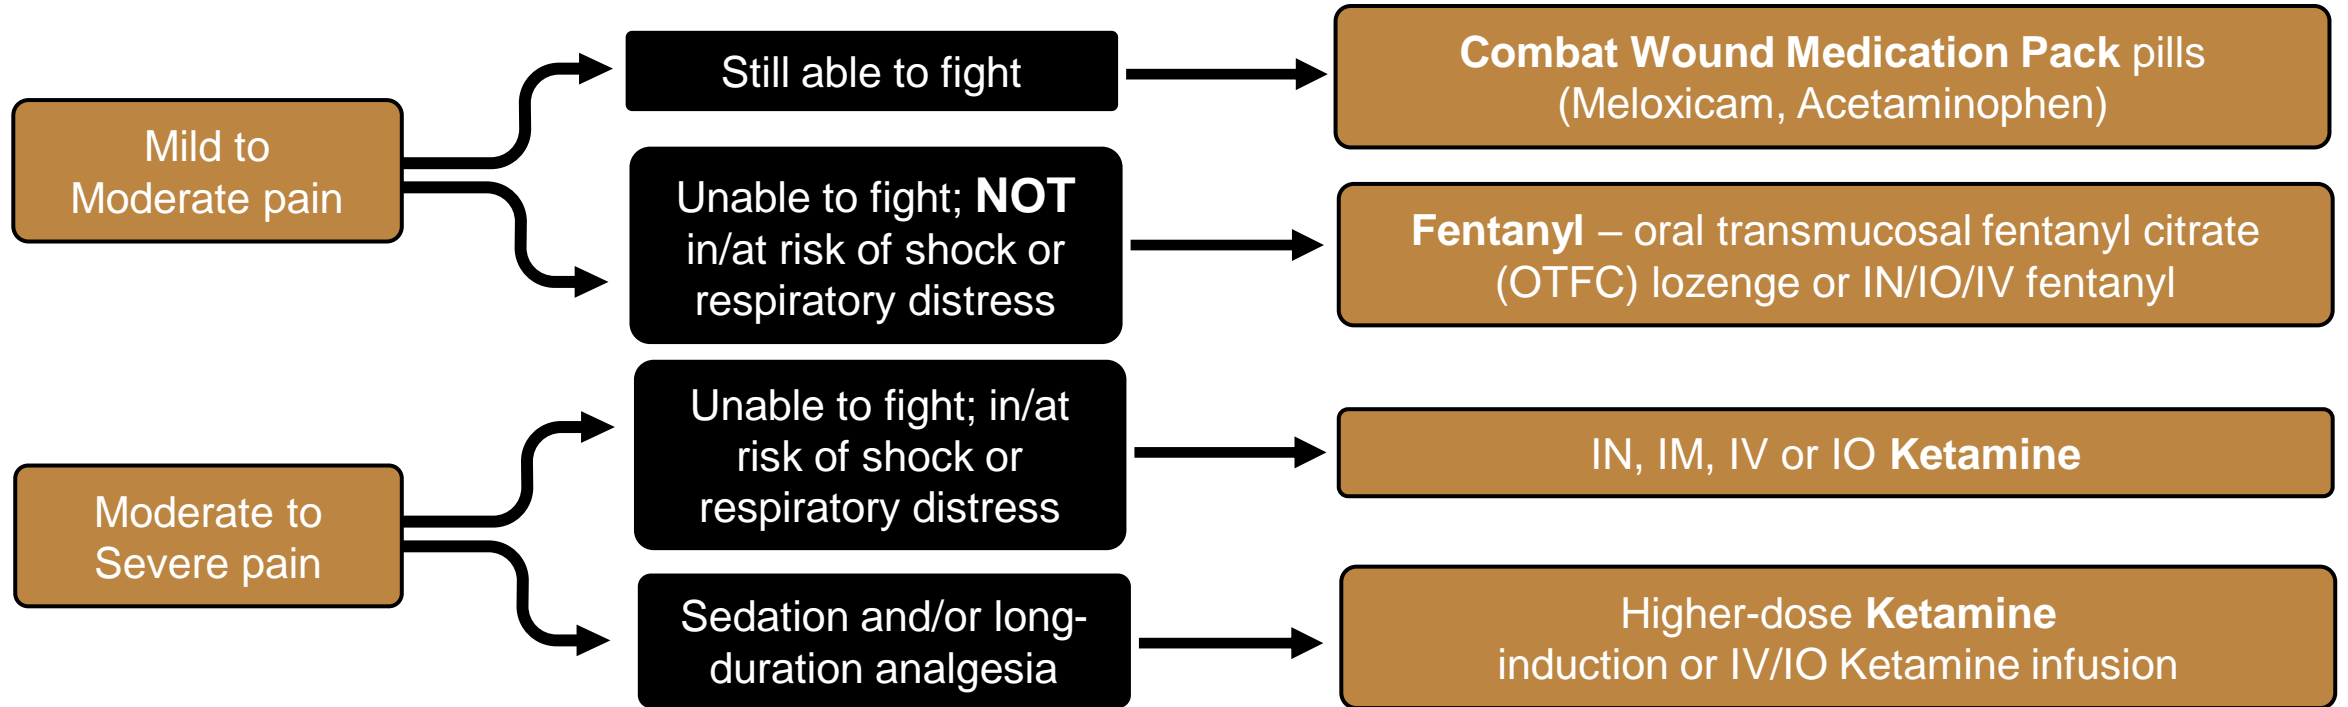 Mild to
Moderate pain
Still able to fight
Combat Wound Medication Pack pills
(Meloxicam, Acetaminophen)
Unable to fight; NOT
in/at risk of shock or
respiratory distress
Fentanyl – oral transmucosal fentanyl citrate
(OTFC) lozenge or IN/IO/IV fentanyl
Moderate to
Severe pain
Unable to fight; in/at
risk of shock or
respiratory distress
IN, IM, IV or IO Ketamine
Sedation and/or long-
duration analgesia
Higher-dose Ketamine
induction or IV/IO Ketamine infusion